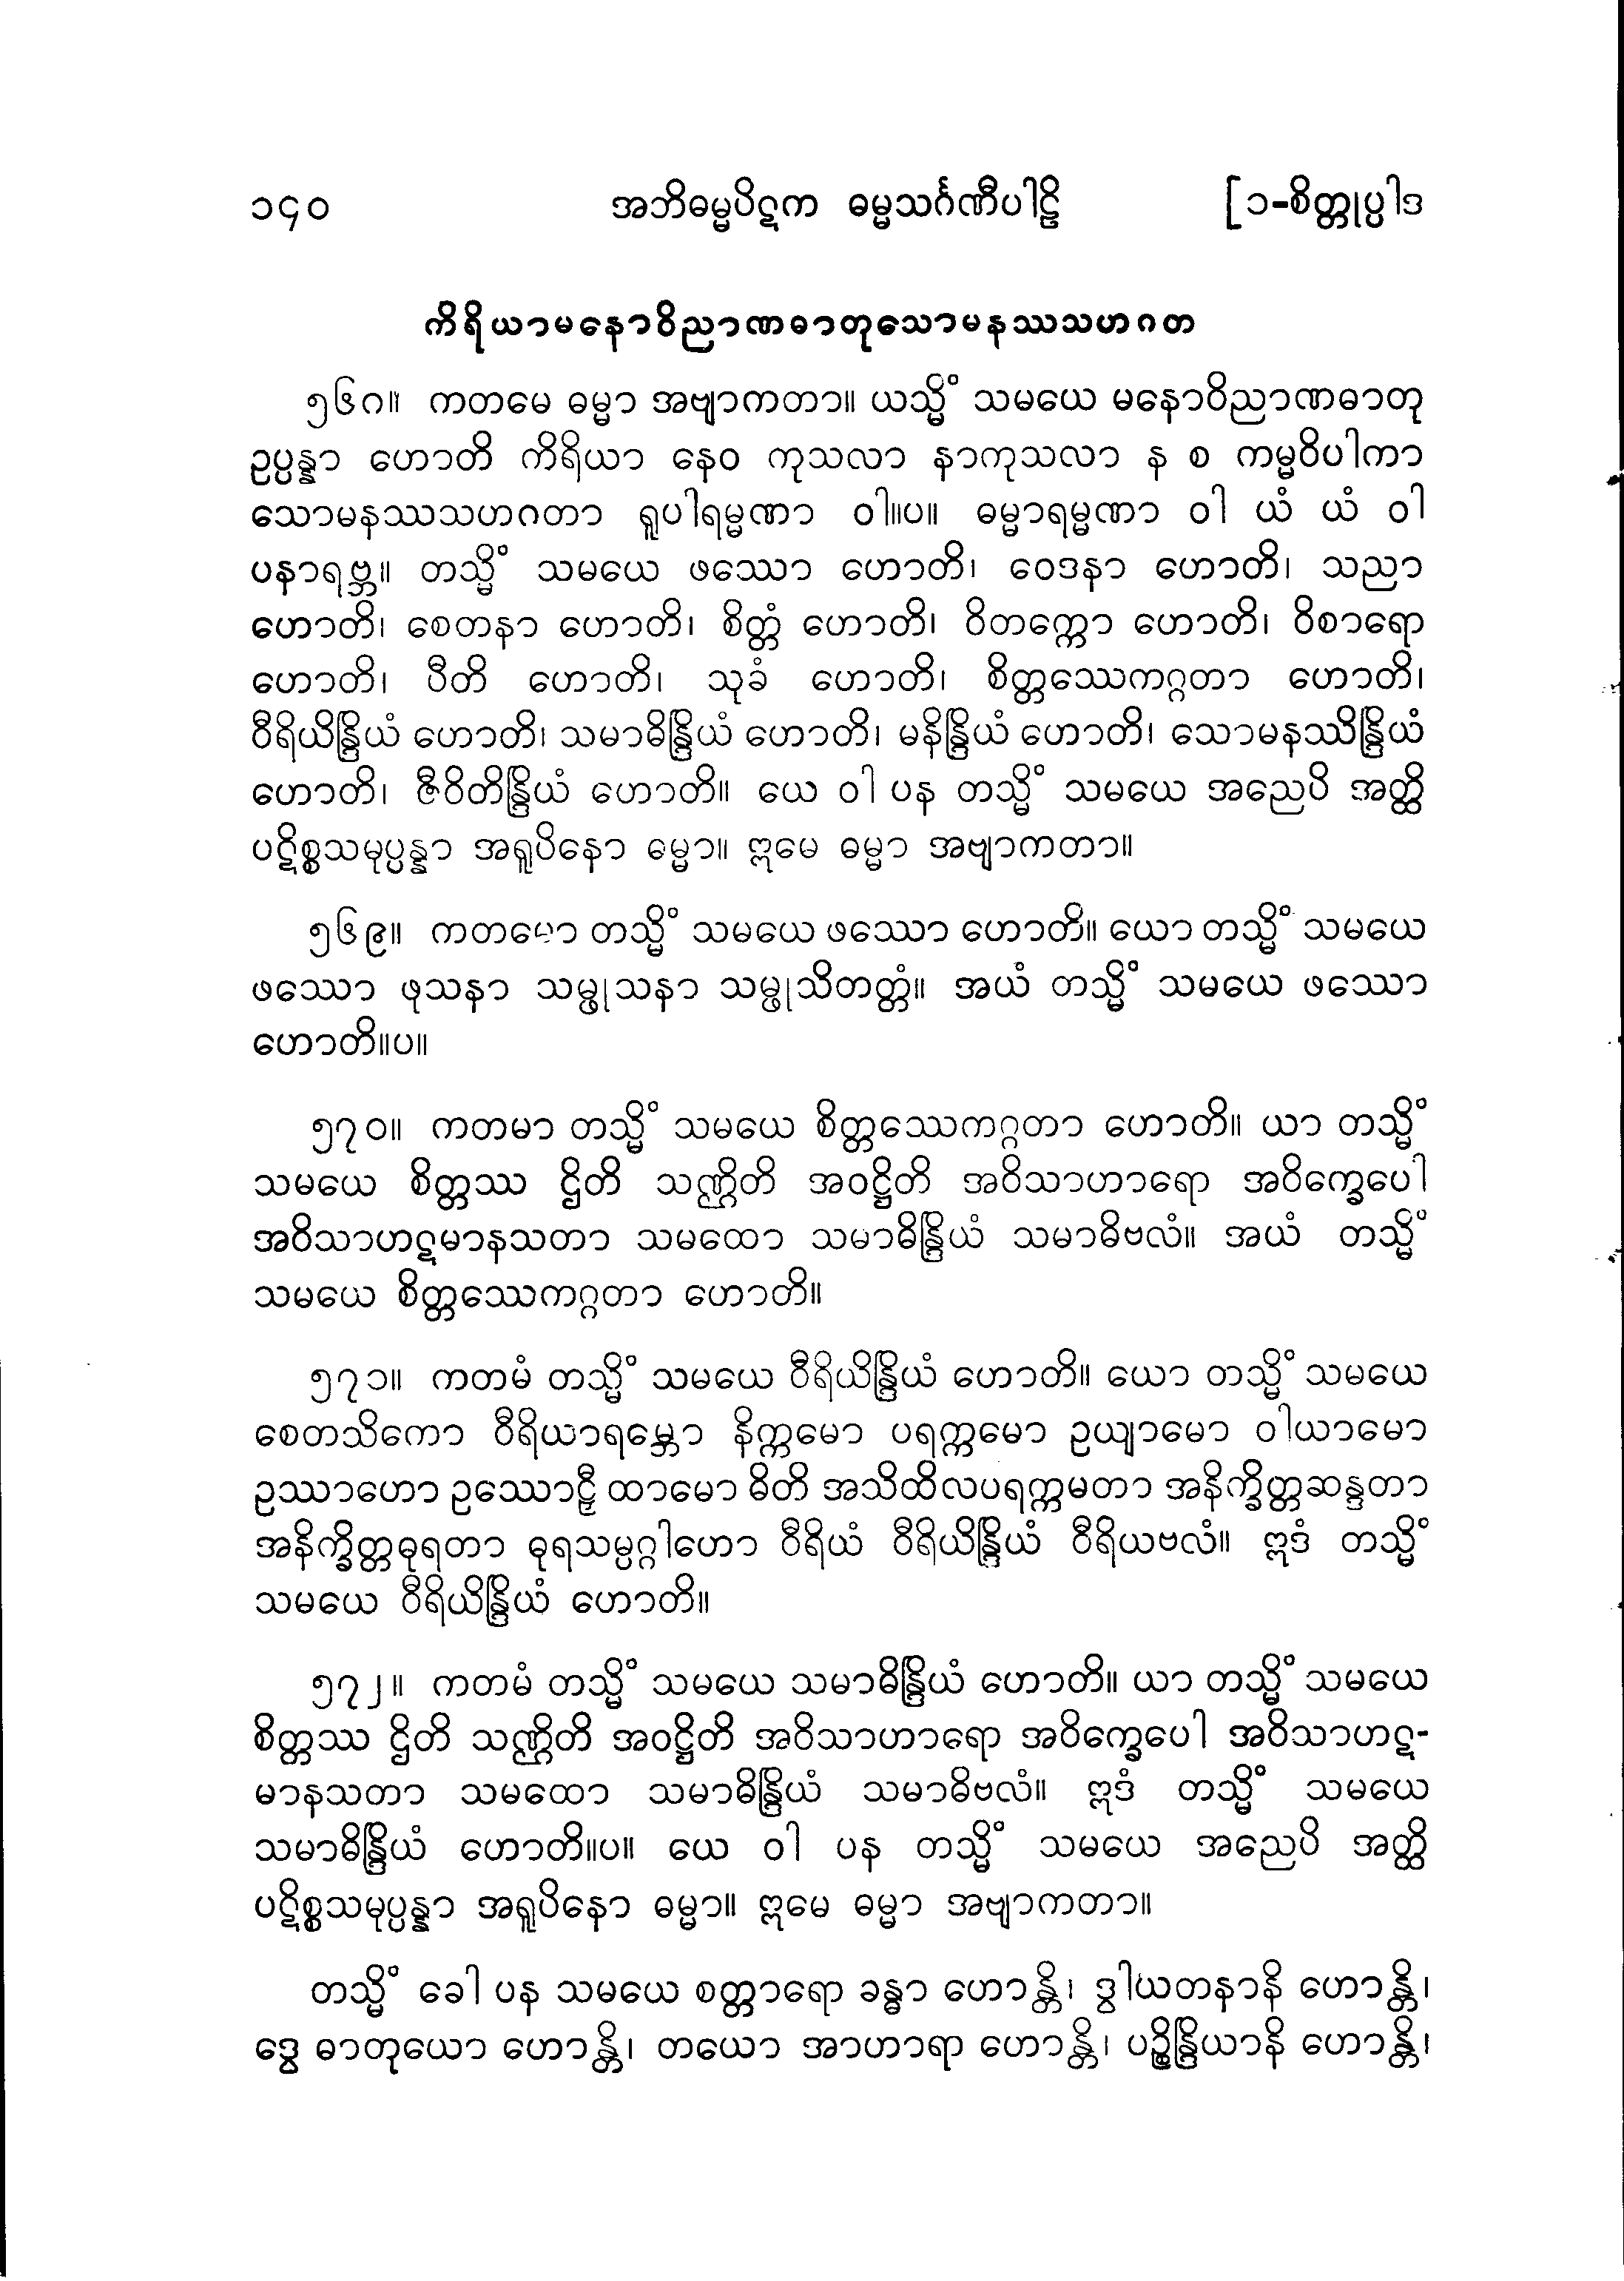 ၁၄၀ အဘိဓမ္မပိဋက ဓမ္မသင်္ဂဏီပါဠိ [၁-စိတ္တုပ္ပါဒ
ကိရိယာမနောဝိညာဏဓာတုသောမနဿသဟဂတ
၅၆၈။ ကတမေ ဓမ္မာ အဗျာကတာ။ ယသ္မိံ သမယေ မနောဝိညာဏဓာတု
ဥပ္ပန္နာ ဟောတိ ကိရိယာ နေဝ ကုသလာ နာကုသလာ န စ ကမ္မဝိပါကာ
သောမနဿသဟဂတာ ရူပါရမ္မဏာ ဝါ။ပ။ ဓမ္မာရမ္မဏာ ဝါ ယံ ယံ ဝါ
ပနာရဗ္ဘ။ တသ္မိံ သမယေ ဖဿော ဟောတိ၊ ဝေဒနာ ဟောတိ၊ သညာ
ဟောတိ၊ စေတနာ ဟောတိ၊ စိတ္တံ ဟောတိ၊ ဝိတက္ကော ဟောတိ၊ ဝိစာရော
ဟောတိ၊ ပီတိ ဟောတိ၊ သုခံ ဟောတိ၊ စိတ္တဿေကဂ္ဂတာ ဟောတိ၊
ဝီရိယိန္ဒြိယံ ဟောတိ၊ သမာဓိန္ဒြိယံ ဟောတိ၊ မနိန္ဒြိယံ ဟောတိ၊ သောမနဿိန္ဒြိယံ
ဟောတိ၊ ဇီဝိတိန္ဒြိယံ ဟောတိ။ ယေ ဝါ ပန တသ္မိံ သမယေ အညေပိ အတ္ထိ
ပဋိစ္စသမုပ္ပန္နာ အရူပိနော ဓမ္မာ။ ဣမေ ဓမ္မာ အဗျာကတာ။
၅၆၉။ ကတမော တသ္မိံ သမယေ ဖဿော ဟောတိ။ ယော တသ္မိံ သမယေ
ဖဿော ဖုသနာ သမ္ဖုသနာ သမ္ဖုသိတတ္တံ။ အယံ တသ္မိံ သမယေ ဖဿော
ဟောတိ။ပ။
၅၇၀။ ကတမာ တသ္မိံ သမယေ စိတ္တဿေကဂ္ဂတာ ဟောတိ။ ယာ တသ္မိံ
သမယေ စိတ္တဿ ဌိတိ သဏ္ဌိတိ အဝဋ္ဌိတိ အဝိသာဟာရော အဝိက္ခေပေါ
အဝိသာဟဋမာနသတာ သမထော သမာဓိန္ဒြိယံ သမာဓိဗလံ။ အယံ တသ္မိံ
သမယေ စိတ္တဿေကဂ္ဂတာ ဟောတိ။
၅၇၁။ ကတမံ တသ္မိံ သမယေ ဝီရိယိန္ဒြိယံ ဟောတိ။ ယော တသ္မိံ သမယေ
စေတသိကော ဝီရိယာရမ္ဘော နိက္ကမော ပရက္ကမော ဥယျာမော ဝါယာမော
ဥဿာဟော ဥဿောဠှီ ထာမော ဓိတိ အသိထိလပရက္ကမတာ အနိက္ခိတ္တဆန္ဒတာ
အနိက္ခိတ္တဓုရတာ ဓုရသမ္ပဂ္ဂါဟော ဝီရိယံ ဝီရိယိန္ဒြိယံ ဝီရိယဗလံ။ ဣဒံ တသ္မိံ
သမယေ ဝီရိယိန္ဒြိယံ ဟောတိ။
၅၇၂။ ကတမံ တသ္မိံ သမယေ သမာဓိန္ဒြိယံ ဟောတိ။ ယာ တသ္မိံ သမယေ
စိတ္တဿ ဌိတိ သဏ္ဌိတိ အဝဋ္ဌိတိ အဝိသာဟာရော အဝိက္ခေပေါ အဝိသာဟဋ-
မာနသတာ သမထော သမာဓိန္ဒြိယံ သမာဓိဗလံ။ ဣဒံ တသ္မိံ သမယေ
သမာဓိန္ဒြိယံ ဟောတိ။ပ။ ယေ ဝါ ပန တသ္မိံ သမယေ အညေပိ အတ္ထိ
ပဋိစ္စသမုပ္ပန္နာ အရူပိနော ဓမ္မာ။ ဣမေ ဓမ္မာ အဗျာကတာ။
တသ္မိံ ခေါ ပန သမယေ စတ္တာရော ခန္ဓာ ဟောန္တိ၊ ဒွါယတနာနိ ဟောန္တိ၊
ဒွေ ဓာတုယော ဟောန္တိ၊ တယော အာဟာရာ ဟောန္တိ၊ ပဉ္စိန္ဒြိယာနိ ဟောန္တိ၊